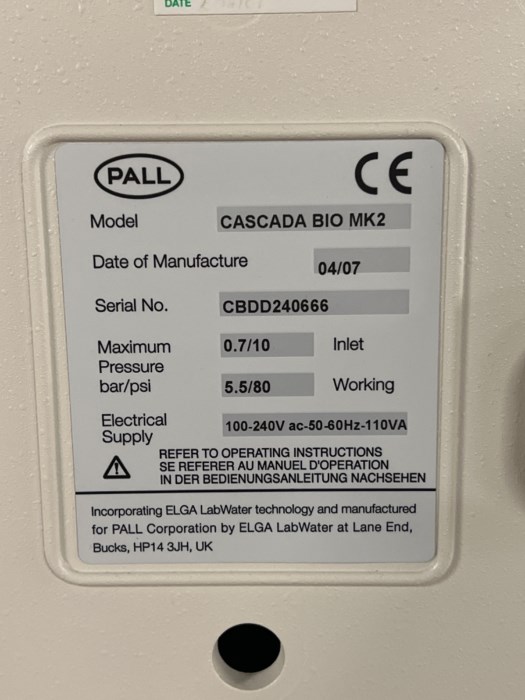 DATE
PALL
CE
Model CASCADA BIO MK2
Date of Manufacture 04/07
Serial No. CBDD240666
Maximum Pressure bar/psi
0.7/10 Inlet
5.5/80 Working
Electrical Supply 100-240V ac-50-60Hz-110VA
REFER TO OPERATING INSTRUCTIONS
SE REFERER AU MANUEL D'OPERATION
IN DER BEDIENUNGSANLEITUNG NACHSEHEN
Incorporating ELGA LabWater technology and manufactured
for PALL Corporation by ELGA LabWater at Lane End,
Bucks, HP14 3JH, UK